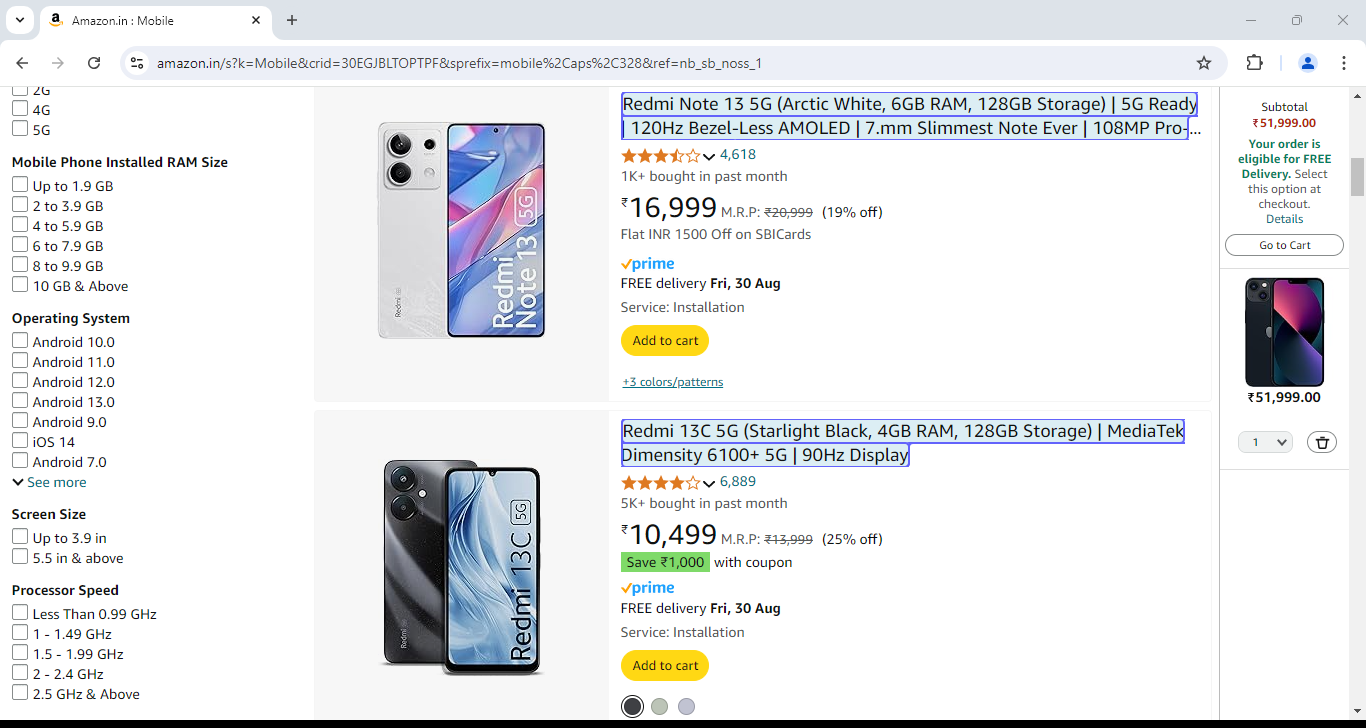 Amazon.in : Mobile
amazon.in/s?k=Mobile&crid=30EGJBLTOPTPF&sprefix=mobile%2Caps%2C328&ref=nb_sb_noss_1
2G
4G
5G
Mobile Phone Installed RAM Size
Up to 1.9 GB
2 to 3.9 GB
4 to 5.9 GB
6 to 7.9 GB
8 to 9.9 GB
10 GB & Above
Operating System
Android 10.0
Android 11.0
Android 12.0
Android 13.0
Android 9.0
iOS 14
Android 7.0
See more
Screen Size
Up to 3.9 in
5.5 in & above
Processor Speed
Less Than 0.99 GHz
1 - 1.49 GHz
1.5 - 1.99 GHz
2 - 2.4 GHz
2.5 GHz & Above
Redmi
Redmi
Note 13 5G
Redmi Note 13 5G (Arctic White, 6GB RAM, 128GB Storage) | 5G Ready
| 120Hz Bezel-Less AMOLED | 7.mm Slimmest Note Ever | 108MP Pro-...
4,618
1K+ bought in past month
₹16,999 M.R.P: ₹20,999 (19% off)
Flat INR 1500 Off on SBICards
prime
FREE delivery Fri, 30 Aug
Service: Installation
Add to cart
+3 colors/patterns
Redmi
Redmi 13C 5G
Redmi 13C 5G (Starlight Black, 4GB RAM, 128GB Storage) | MediaTek
Dimensity 6100+ 5G | 90Hz Display
6,889
5K+ bought in past month
₹10,499 M.R.P: ₹13,999 (25% off)
Save ₹1,000 with coupon
prime
FREE delivery Fri, 30 Aug
Service: Installation
Add to cart
Subtotal
₹51,999.00
Your order is
eligible for FREE
Delivery. Select
this option at
checkout.
Details
Go to Cart
₹51,999.00
1